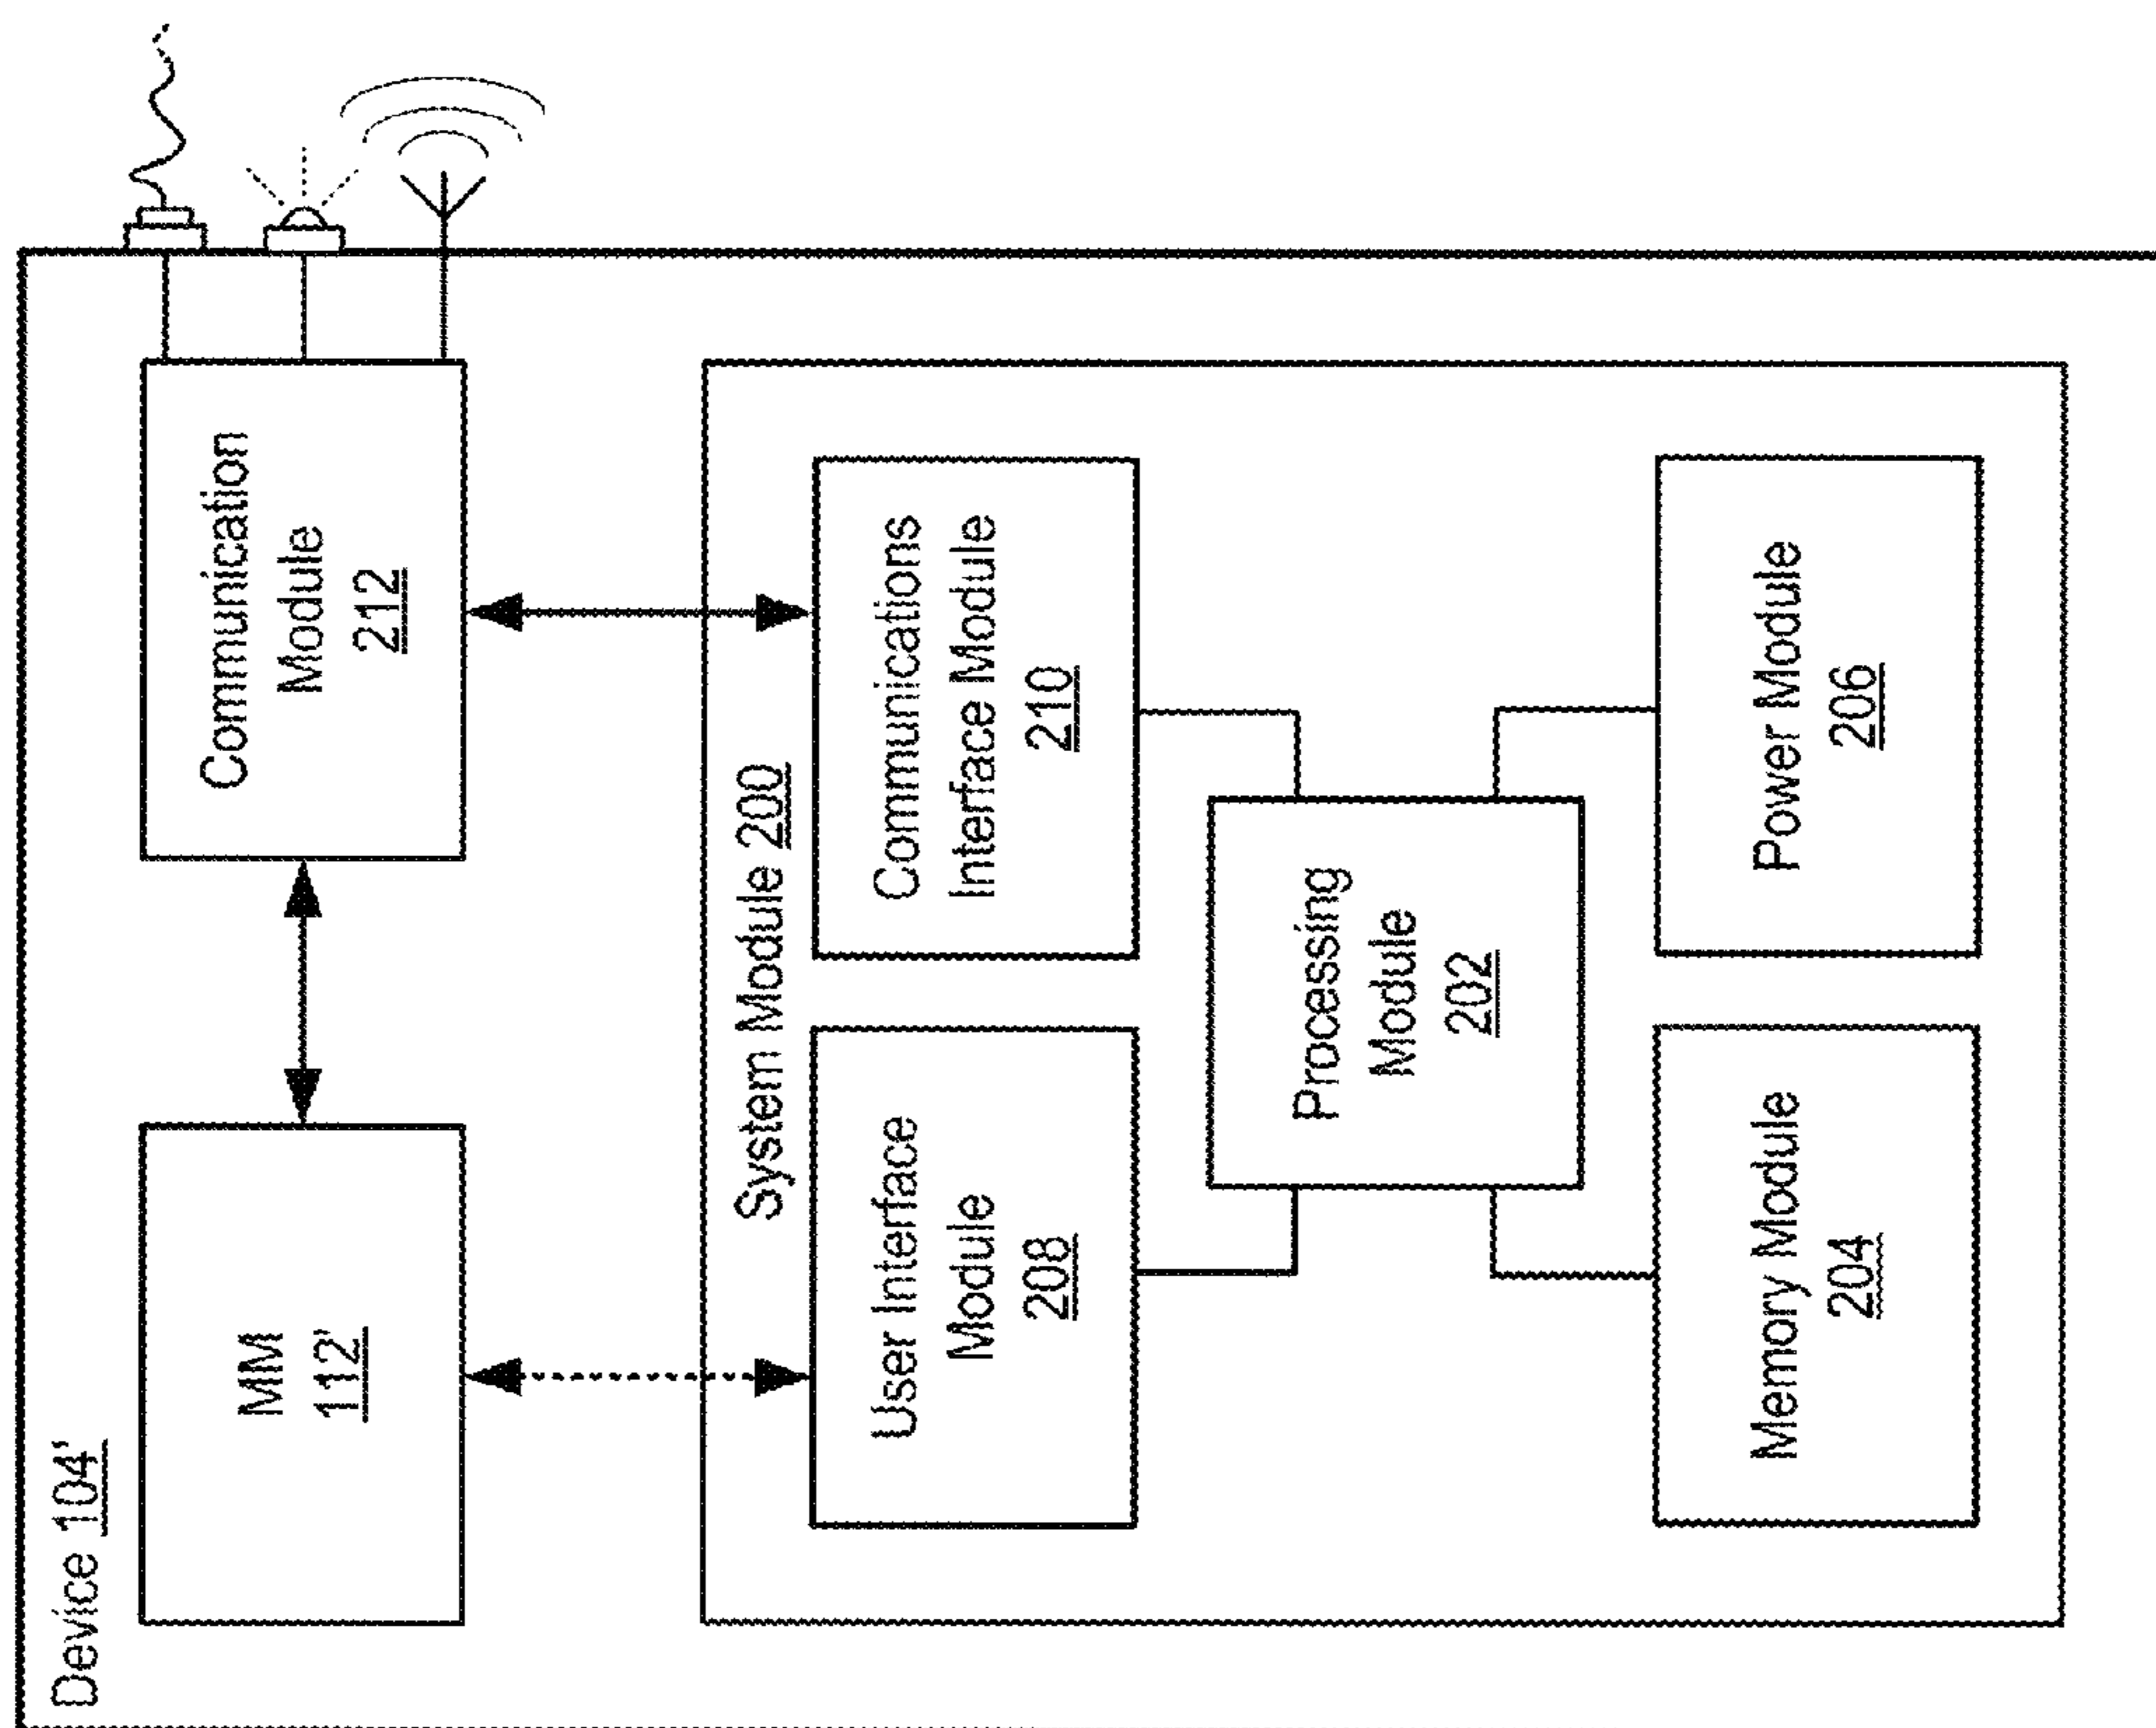 Device 104'
MM
112'
Communication
Module
212
System Module 200
User Interface
Module
208
Communications
Interface Module
210
Processing
Module
202
Memory Module
204
Power Module
206